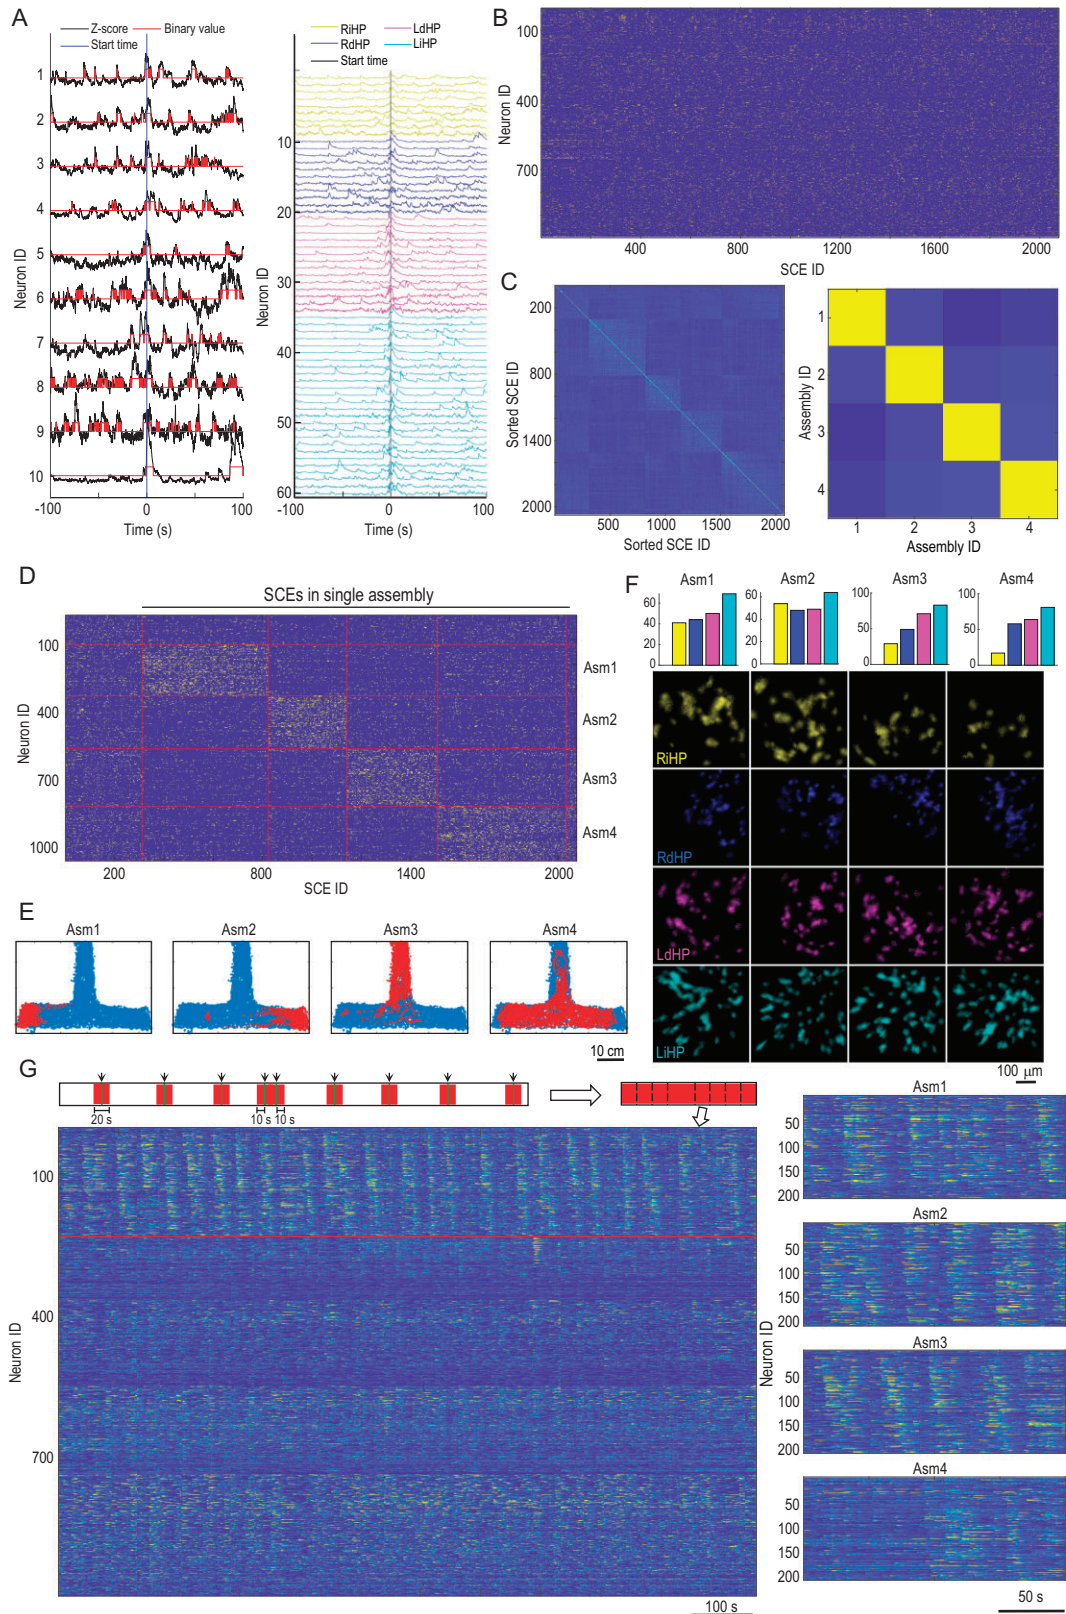 A
Z-score
Binary value
Start time
Neuron ID
1
2
3
4
5
6
7
8
9
10
-100
0
100
Time (s)
RiHP
LdHP
RdHP
LiHP
Start time
Neuron ID
10
20
30
40
50
60
-100
0
100
Time (s)
B
Neuron ID
100
400
700
400
800
1200
1600
2000
SCE ID
C
Sorted SCE ID
200
800
1400
2000
500
1000
1500
2000
Sorted SCE ID
Assembly ID
1
2
3
4
1
2
3
4
Assembly ID
D
SCEs in single assembly
Neuron ID
100
400
700
1000
Asm1
Asm2
Asm3
Asm4
200
800
1400
2000
SCE ID
E
Asm1
Asm2
Asm3
Asm4
10 cm
F
Asm1
Asm2
Asm3
Asm4
60
40
20
0
60
40
20
0
100
50
0
100
50
0
RiHP
RdHP
LdHP
LiHP
100 μm
G
20 s
10 s
10 s
Neuron ID
100
400
700
100 s
Neuron ID
Asm1
50
100
150
200
Asm2
50
100
150
200
Asm3
50
100
150
200
Asm4
50
100
150
200
50 s